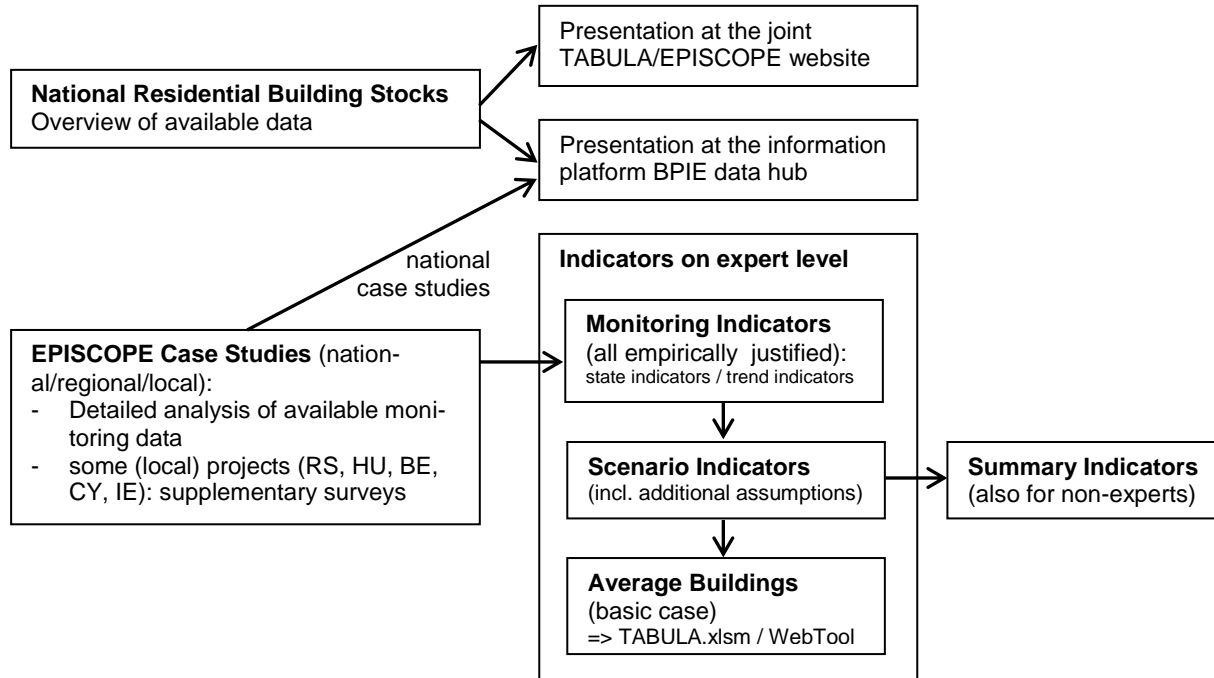 Presentation at the joint
TABULA/EPISCOPE website
National Residential Building Stocks
Overview of available data
Presentation at the information
platform BPIE data hub
national
case studies
Indicators on expert level
EPISCOPE Case Studies (nation-
al/regional/local):
- Detailed analysis of available moni-
toring data
- some (local) projects (RS, HU, BE,
CY, IE): supplementary surveys
Monitoring Indicators
(all empirically justified):
state indicators / trend indicators
Scenario Indicators
(incl. additional assumptions)
Summary Indicators
(also for non-experts)
Average Buildings
(basic case)
=> TABULA.xlsm / WebTool